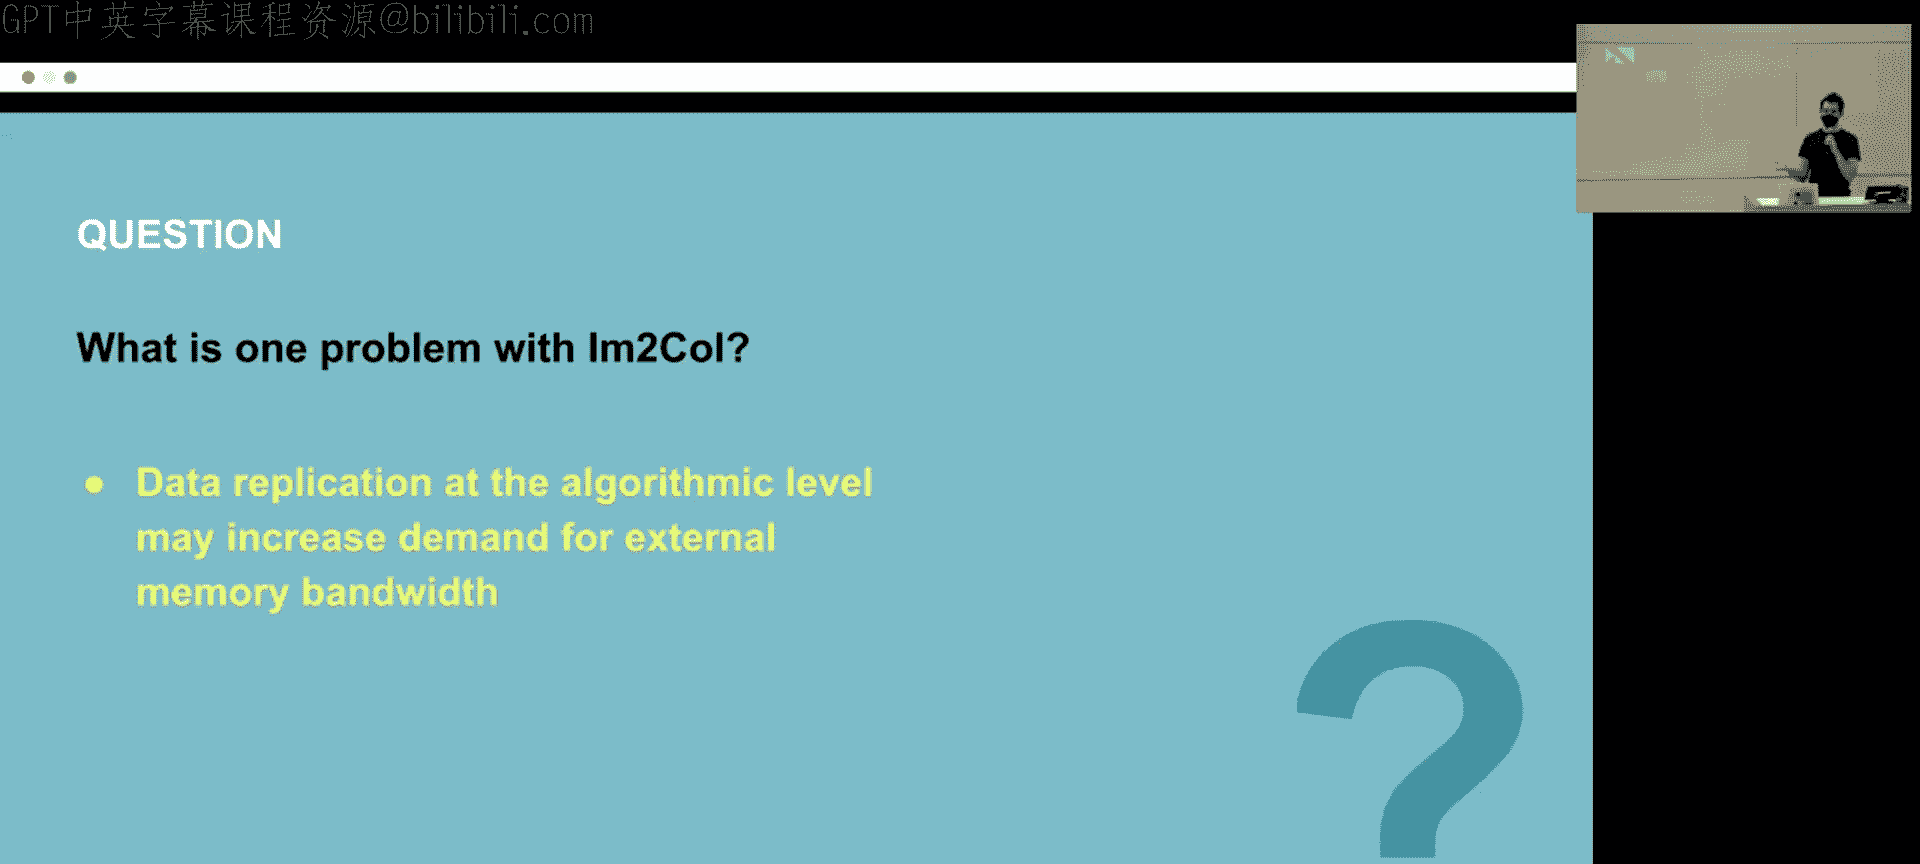 GPT中英字幕课程资源@bilibili.com
QUESTION
What is one problem with Im2Col?
● Data replication at the algorithmic level
may increase demand for external
memory bandwidth
?